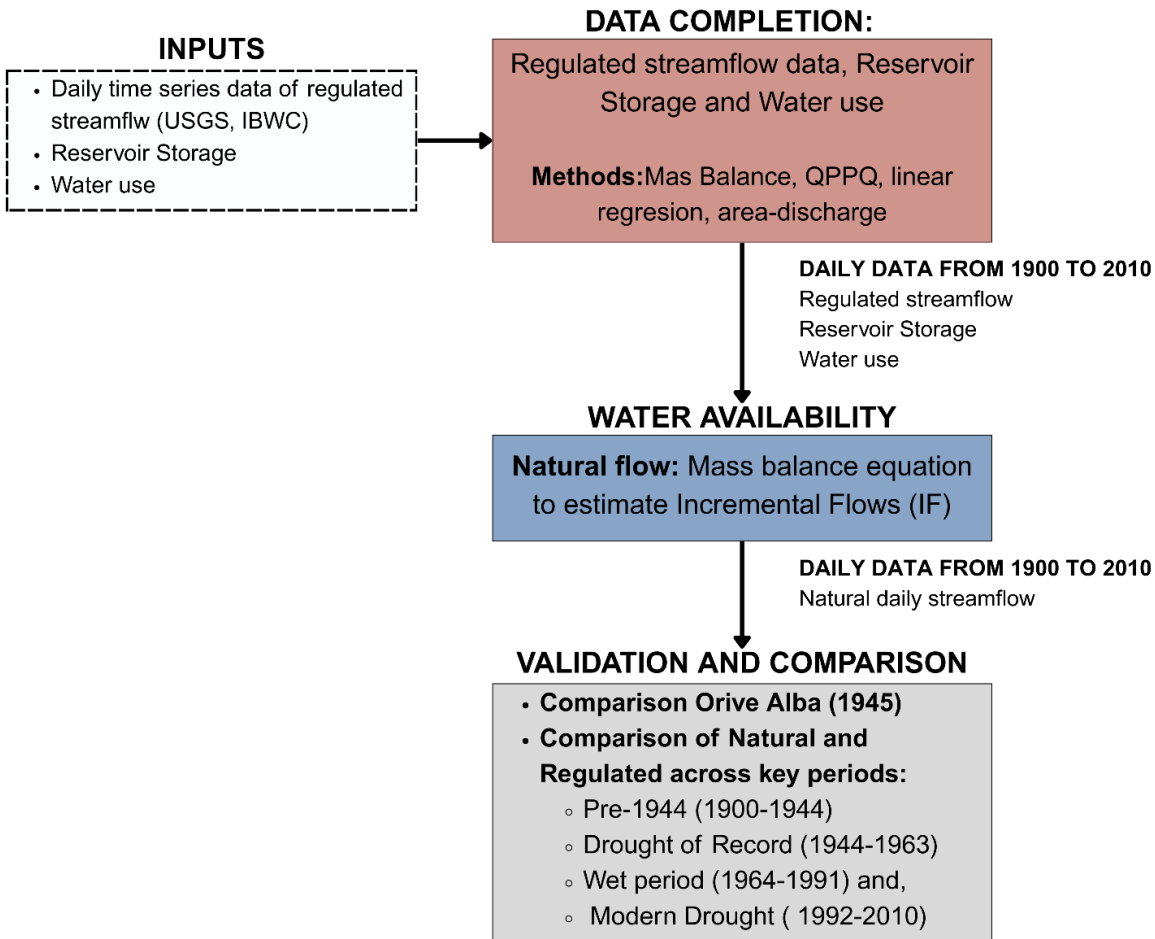 INPUTS
• Daily time series data of regulated
streamflw (USGS, IBWC)
• Reservoir Storage
• Water use
DATA COMPLETION:
Regulated streamflow data, Reservoir
Storage and Water use
Methods:Mas Balance, QPPQ, linear
regresion, area-discharge
DAILY DATA FROM 1900 TO 2010
Regulated streamflow
Reservoir Storage
Water use
WATER AVAILABILITY
Natural flow: Mass balance equation
to estimate Incremental Flows (IF)
DAILY DATA FROM 1900 TO 2010
Natural daily streamflow
VALIDATION AND COMPARISON
• Comparison Orive Alba (1945)
• Comparison of Natural and
Regulated across key periods:
◦ Pre-1944 (1900-1944)
◦ Drought of Record (1944-1963)
◦ Wet period (1964-1991) and,
◦ Modern Drought ( 1992-2010)